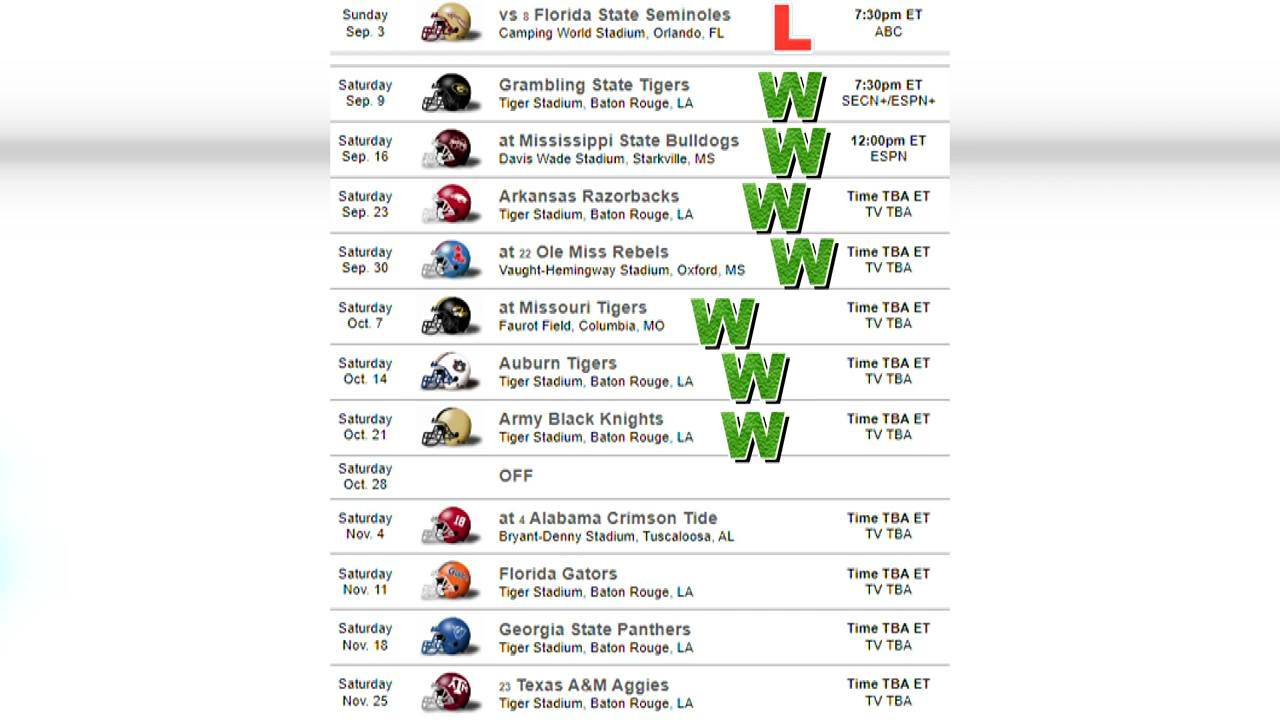 Sunday
Sep. 3
vs 8 Florida State Seminoles
Camping World Stadium, Orlando, FL
L
7:30pm ET
ABC
Saturday
Sep. 9
Grambling State Tigers
Tiger Stadium, Baton Rouge, LA
W
7:30pm ET
SECN+/ESPN+
Saturday
Sep. 16
at Mississippi State Bulldogs
Davis Wade Stadium, Starkville, MS
W
12:00pm ET
ESPN
Saturday
Sep. 23
Arkansas Razorbacks
Tiger Stadium, Baton Rouge, LA
W
Time TBA ET
TV TBA
Saturday
Sep. 30
at 22 Ole Miss Rebels
Vaught-Hemingway Stadium, Oxford, MS
W
Time TBA ET
TV TBA
Saturday
Oct. 7
at Missouri Tigers
Faurot Field, Columbia, MO
W
Time TBA ET
TV TBA
Saturday
Oct. 14
Auburn Tigers
Tiger Stadium, Baton Rouge, LA
W
Time TBA ET
TV TBA
Saturday
Oct. 21
Army Black Knights
Tiger Stadium, Baton Rouge, LA
W
Time TBA ET
TV TBA
Saturday
Oct. 28
OFF
Saturday
Nov. 4
18
at 4 Alabama Crimson Tide
Bryant-Denny Stadium, Tuscaloosa, AL
Time TBA ET
TV TBA
Saturday
Nov. 11
Gators
Florida Gators
Tiger Stadium, Baton Rouge, LA
Time TBA ET
TV TBA
Saturday
Nov. 18
Georgia State Panthers
Tiger Stadium, Baton Rouge, LA
Time TBA ET
TV TBA
Saturday
Nov. 25
ATM
23 Texas A&M Aggies
Tiger Stadium, Baton Rouge, LA
Time TBA ET
TV TBA